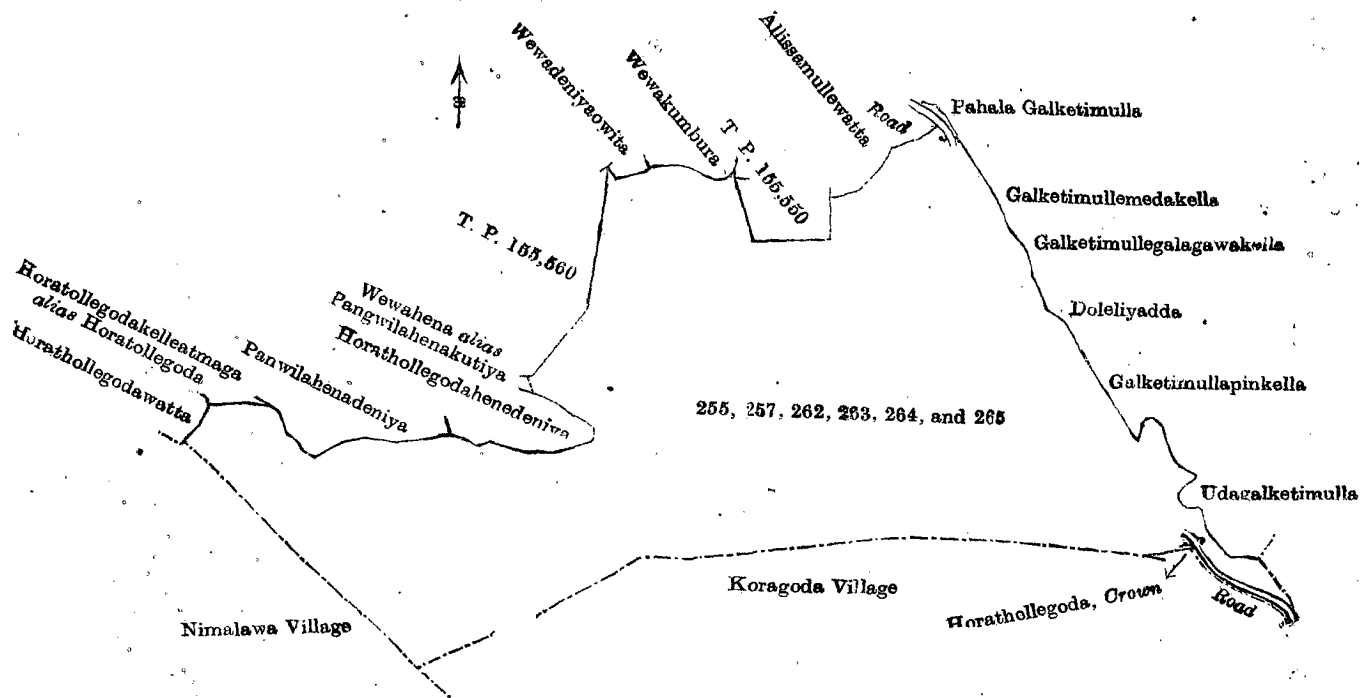 Wewadeniyaowita
Wewakumbura
T. P. 155,550
Allissamullewatta
Road
Pahala Galketimulla
Galketimullemedakella
Galketimullegalagawakwila
Doleliyadda
Galketimullapinkella
Udagalketimulla
T. P. 155,560
Wewahena alias
Pangwilahenakutiya
Horathollegodahenedeniya
Horatollegodakelleatmaga
alias Horatollegoda
Horathollegodawatta
Panwilahenadeniya
255, 257, 262, 263, 264, and 265
Koragoda Village
Nimalawa Village
Horathollegoda, Crown
Road